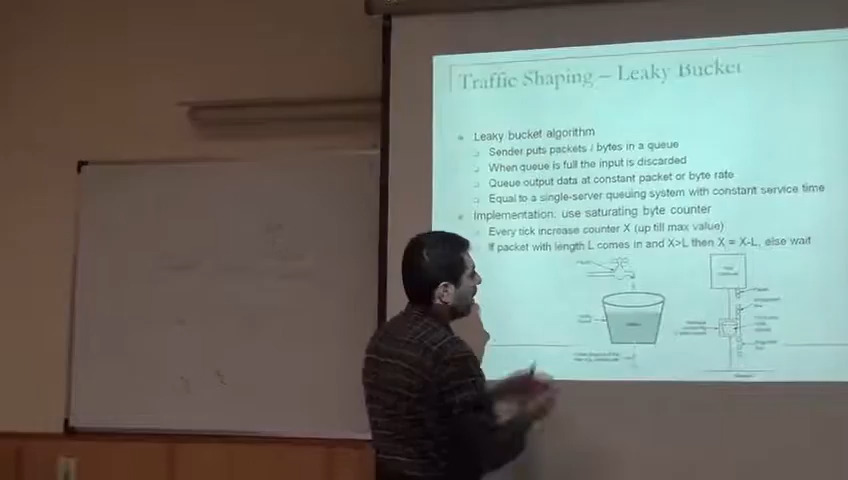 Traffic Shaping – Leaky Bucket
Leaky bucket algorithm
Sender puts packets / bytes in a queue
When queue is full the input is discarded
Queue output data at constant packet or byte rate
Equal to a single-server queuing system with constant service time
Implementation: use saturating byte counter
Every tick increase counter X (up till max value)
If packet with length L comes in and X>L then X = X-L, else wait